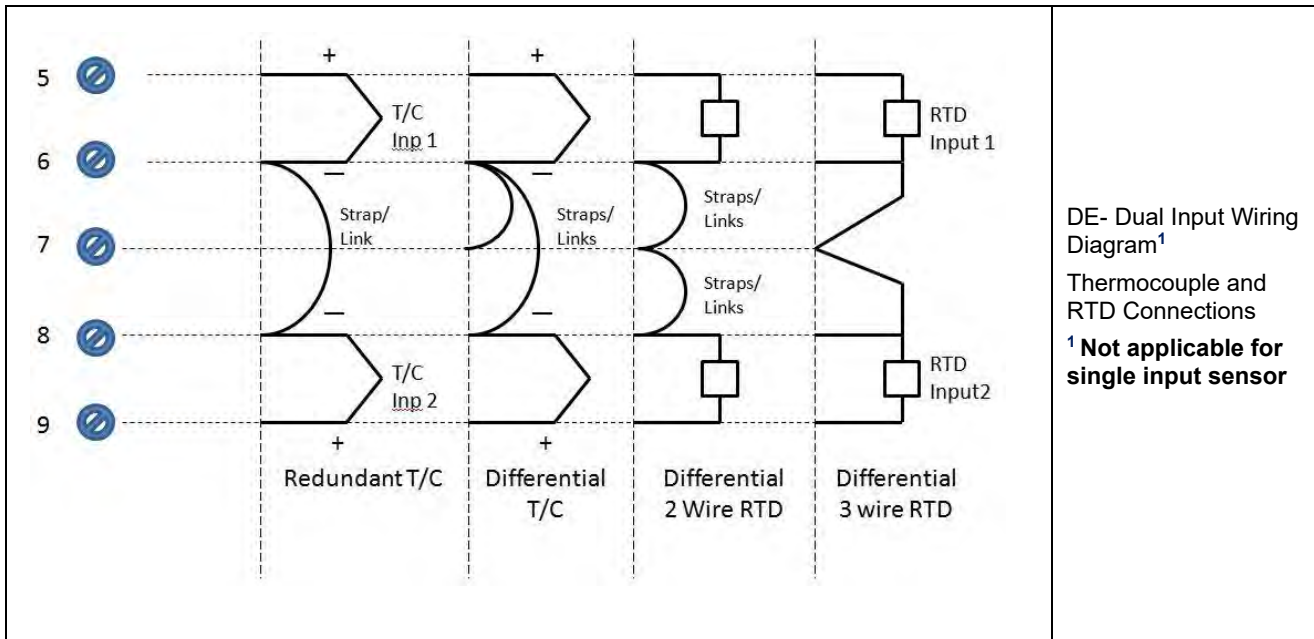 5
6
7
8
9
+
T/C
Inp 1
—
Strap/
Link
—
T/C
Inp 2
+
Redundant T/C
+
—
Straps/
Links
—
+
Differential
T/C
Straps/
Links
Straps/
Links
Differential
2 Wire RTD
RTD
Input 1
RTD
Input2
Differential
3 wire RTD
DE- Dual Input Wiring
Diagram1
Thermocouple and
RTD Connections
1 Not applicable for
single input sensor